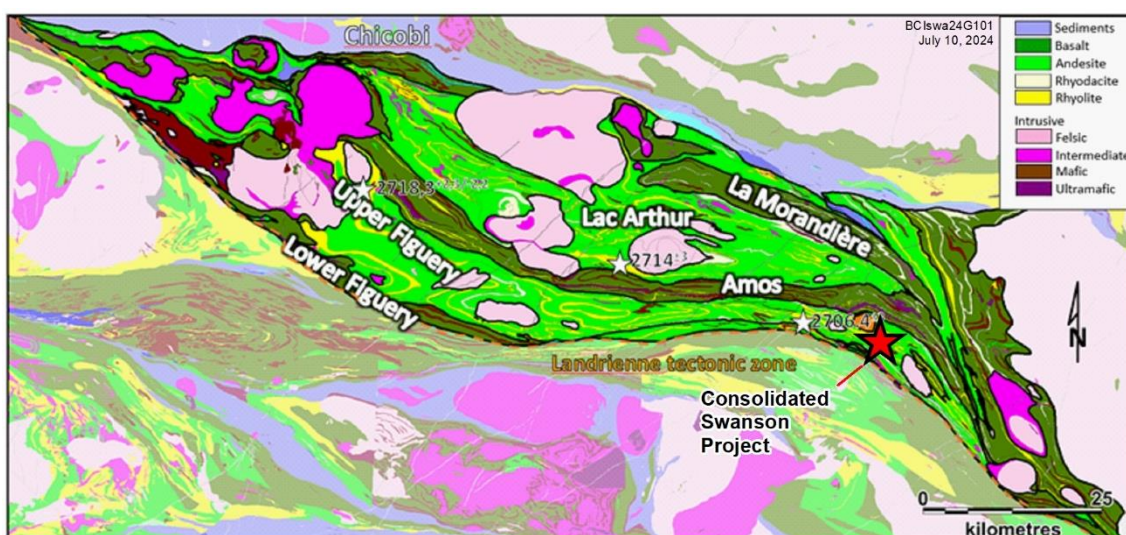 BCIswa24G101
July 10, 2024
Chicobi
Sediments
Basalt
Andesite
Rhyodacite
Rhyolite
Intrusive
Felsic
Intermediate
Mafic
Ultramafic
2718,3
Upper Figuery
Lac Arthur
La Morandière
Lower Figuery
2714 ±3
Amos
2706
Landrienne tectonic zone
Consolidated
Swanson
Project
N
0 25
kilometres